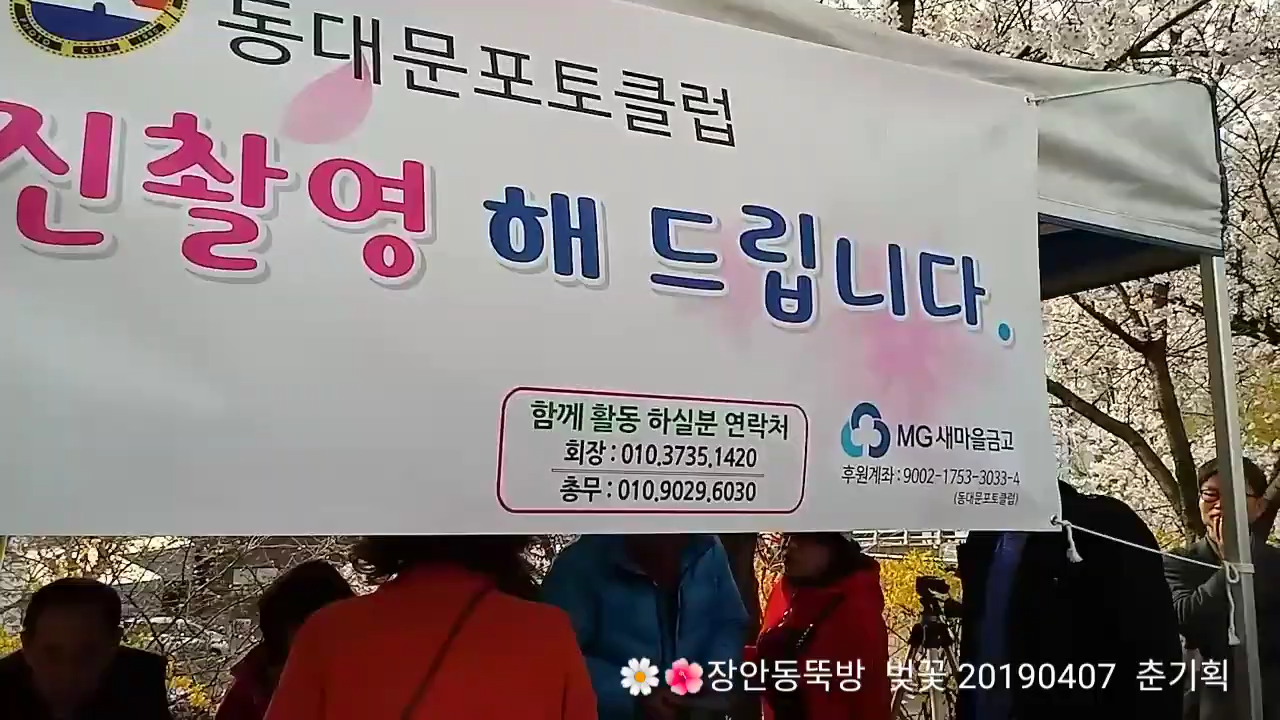 PHOTO CLUB
동대문포토클럽
진촬영 해 드립니다.
함께 활동 하실분 연락처
회장 : 010.3735.1420
총무 : 010.9029.6030
MG 새마을금고
후원계좌 : 9002-1753-3033-4
(동대문포토클럽)
🌼🌺장안동뚝방 벚꽃 20190407 춘기획